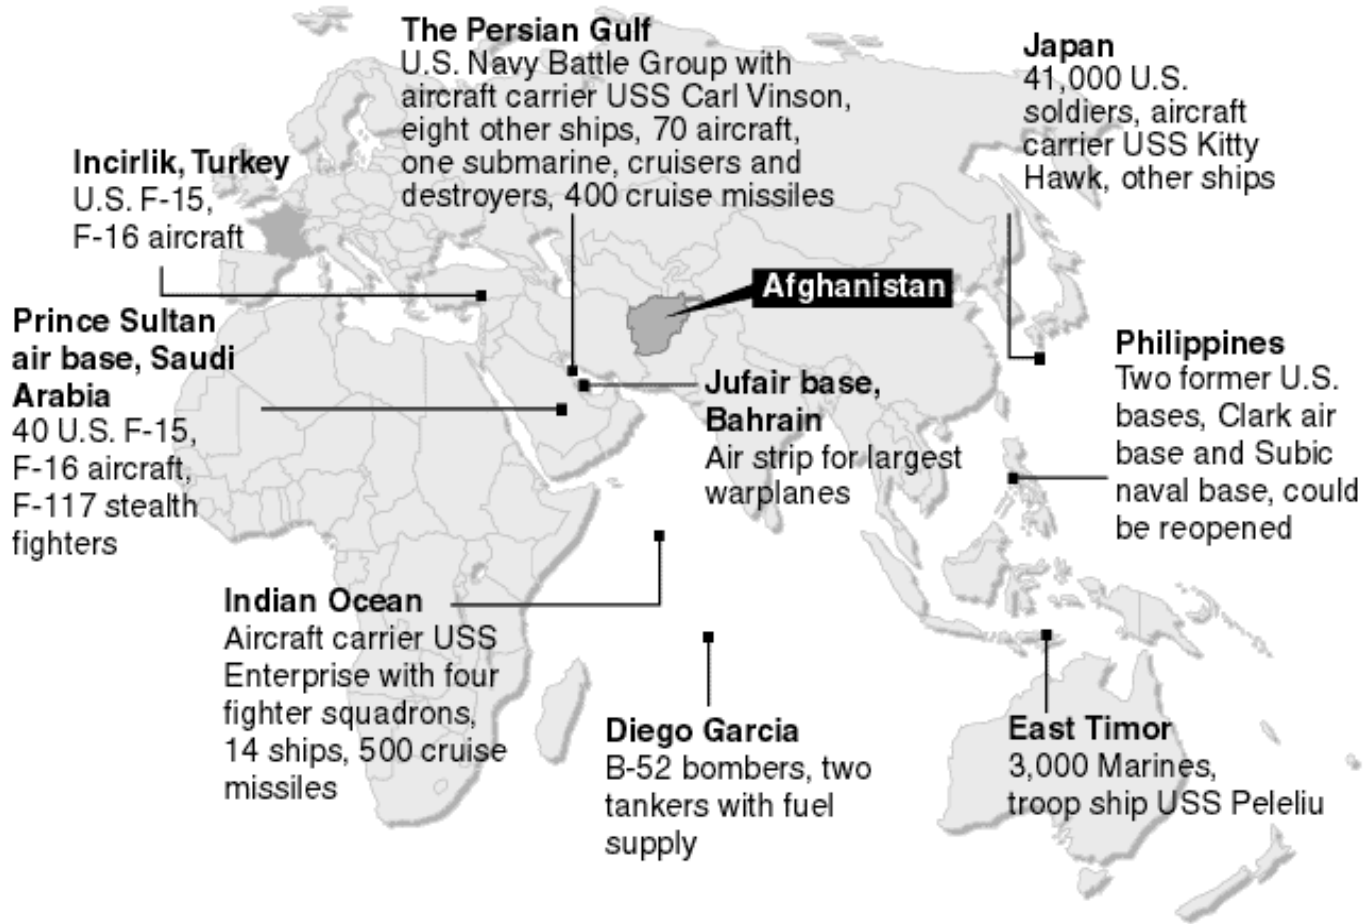 The Persian Gulf
U.S. Navy Battle Group with
aircraft carrier USS Carl Vinson,
eight other ships, 70 aircraft,
one submarine, cruisers and
destroyers, 400 cruise missiles
Japan
41,000 U.S.
soldiers, aircraft
carrier USS Kitty
Hawk, other ships
Incirlik, Turkey
U.S. F-15,
F-16 aircraft
Afghanistan
Prince Sultan
air base, Saudi
Arabia
40 U.S. F-15,
F-16 aircraft,
F-117 stealth
fighters
Jufair base,
Bahrain
Air strip for largest
warplanes
Philippines
Two former U.S.
bases, Clark air
base and Subic
naval base, could
be reopened
Indian Ocean
Aircraft carrier USS
Enterprise with four
fighter squadrons,
14 ships, 500 cruise
missiles
Diego Garcia
B-52 bombers, two
tankers with fuel
supply
East Timor
3,000 Marines,
troop ship USS Peleliu